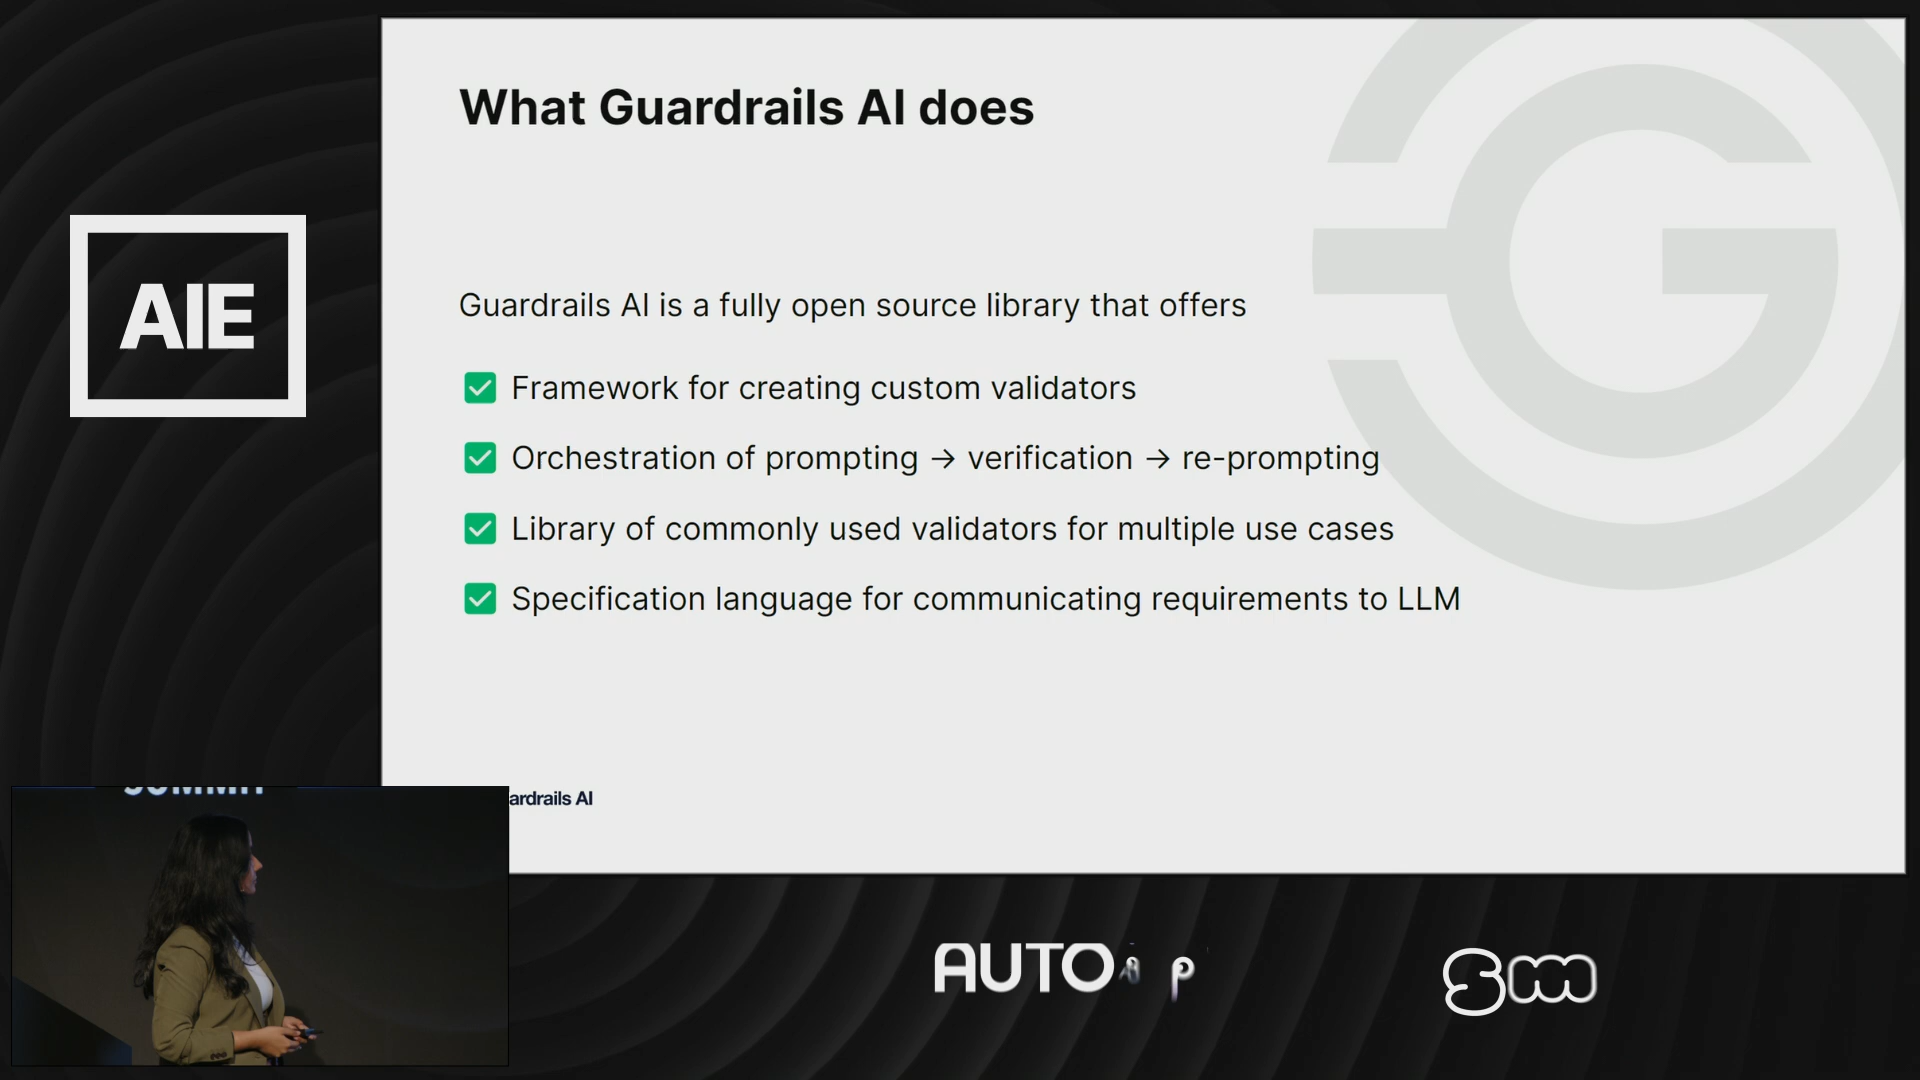 What Guardrails AI does
AIE
Guardrails AI is a fully open source library that offers
Framework for creating custom validators
Orchestration of prompting → verification → re-prompting
Library of commonly used validators for multiple use cases
Specification language for communicating requirements to LLM
SUMMIT
ardrails AI
AUTO
sm